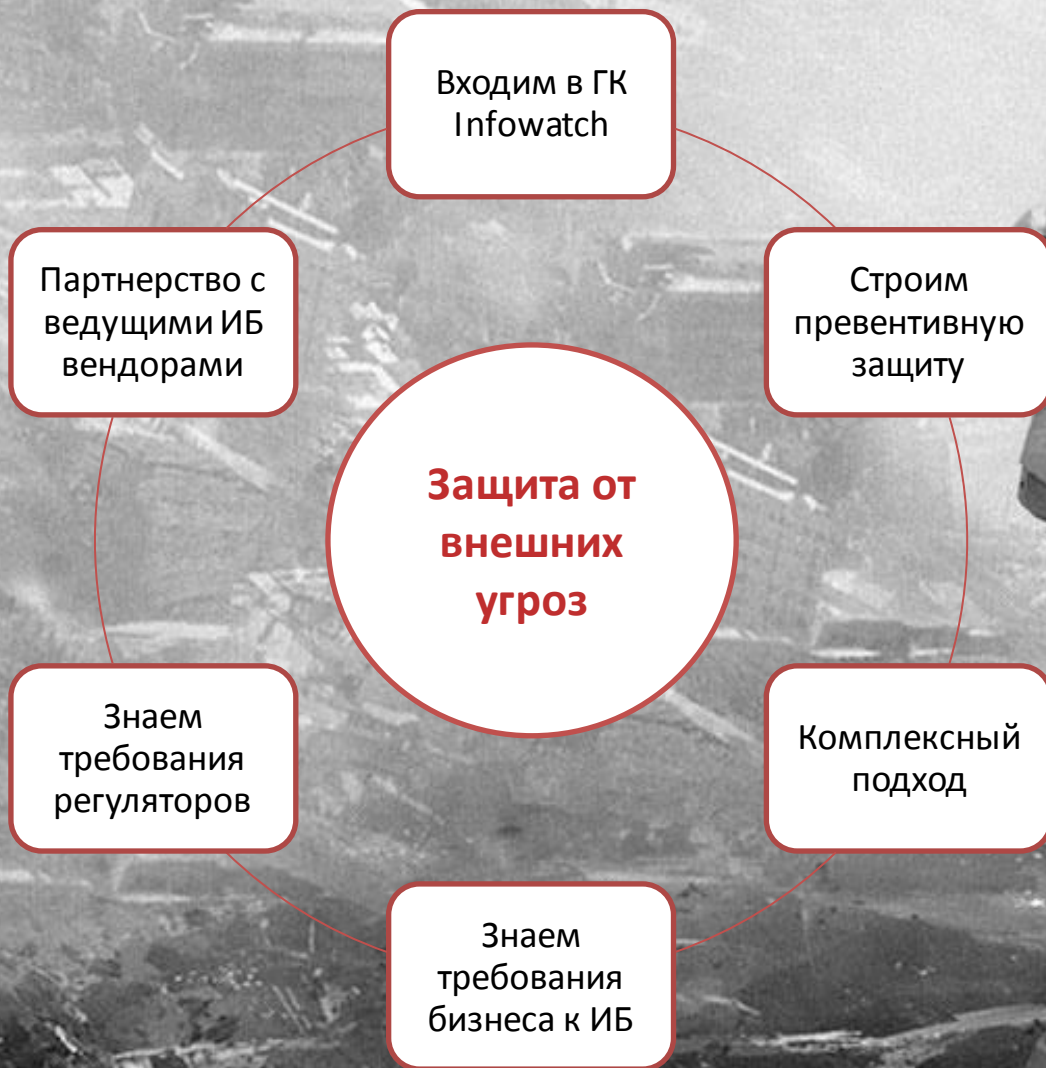 Входим в ГК
Infowatch
Партнерство с
ведущими ИБ
вендорами
Строим
превентивную
защиту
Защита от
внешних
угроз
Знаем
требования
регуляторов
Комплексный
подход
Знаем
требования
бизнеса к ИБ